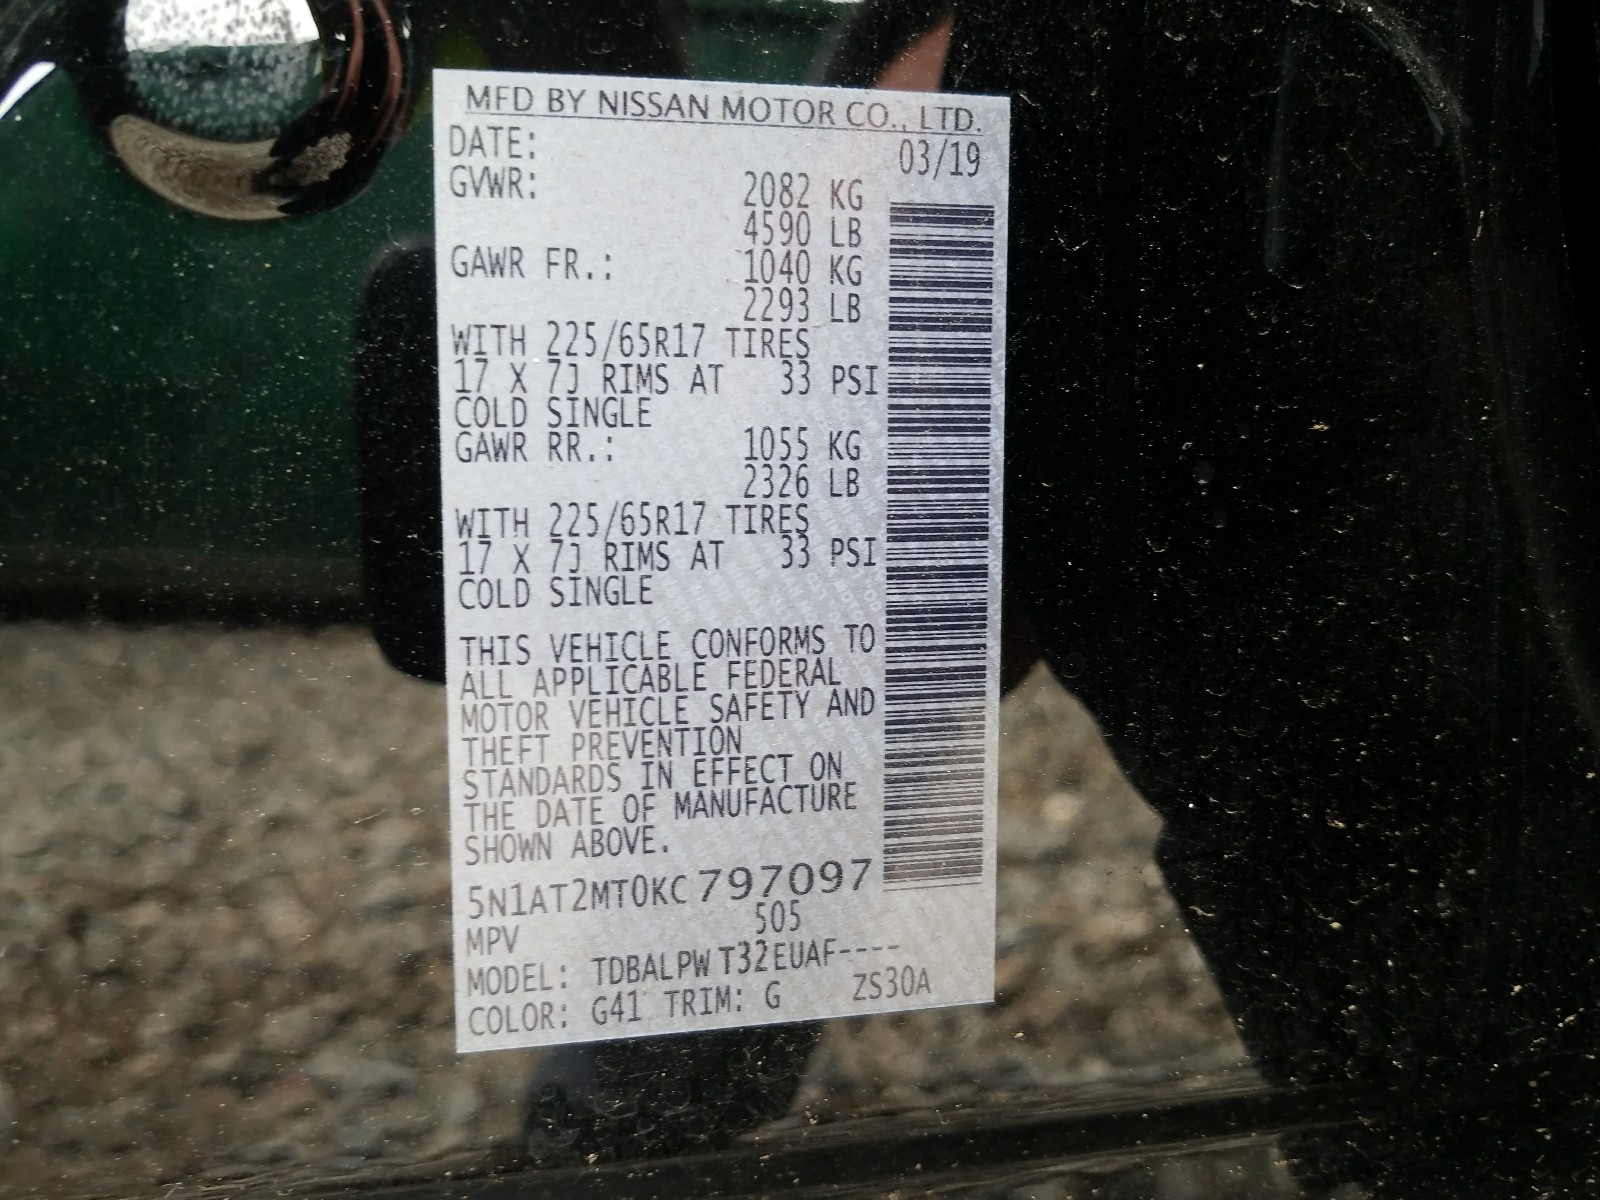 MFD BY NISSAN MOTOR CO., LTD.
DATE: 03/19
GVWR: 2082 KG
4590 LB
GAWR FR.: 1040 KG
2293 LB
WITH 225/65R17 TIRES
17 X 7J RIMS AT 33 PSI
COLD SINGLE
GAWR RR.: 1055 KG
2326 LB
WITH 225/65R17 TIRES
17 X 7J RIMS AT 33 PSI
COLD SINGLE
THIS VEHICLE CONFORMS TO
ALL APPLICABLE FEDERAL
MOTOR VEHICLE SAFETY AND
THEFT PREVENTION
STANDARDS IN EFFECT ON
THE DATE OF MANUFACTURE
SHOWN ABOVE.
5N1AT2MT0KC797097
MPV 505
MODEL: TDBALPW T32EUAF----
COLOR: G41 TRIM: G ZS30A